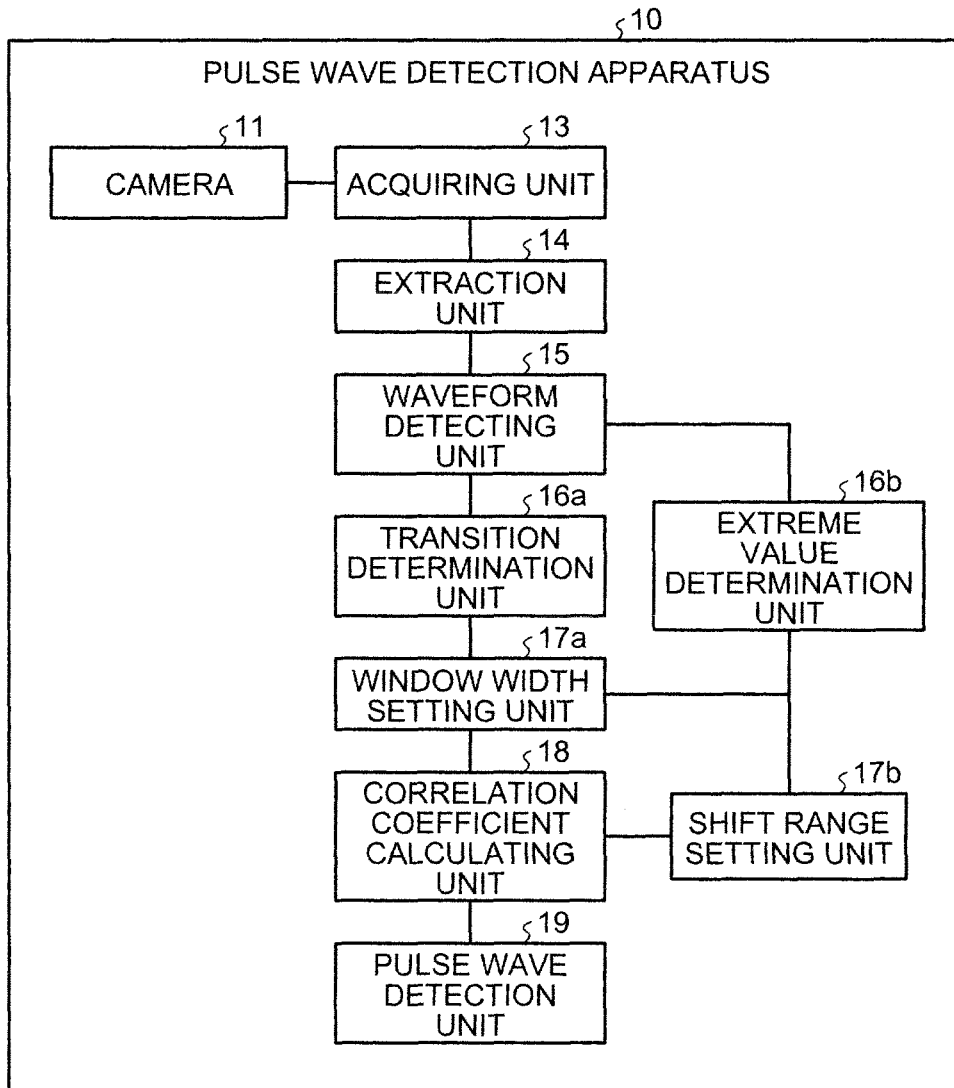 10
PULSE WAVE DETECTION APPARATUS
11
CAMERA
13
ACQUIRING UNIT
14
EXTRACTION
UNIT
15
WAVEFORM
DETECTING
UNIT
16a
TRANSITION
DETERMINATION
UNIT
16b
EXTREME
VALUE
DETERMINATION
UNIT
17a
WINDOW WIDTH
SETTING UNIT
18
CORRELATION
COEFFICIENT
CALCULATING
UNIT
17b
SHIFT RANGE
SETTING UNIT
19
PULSE WAVE
DETECTION
UNIT